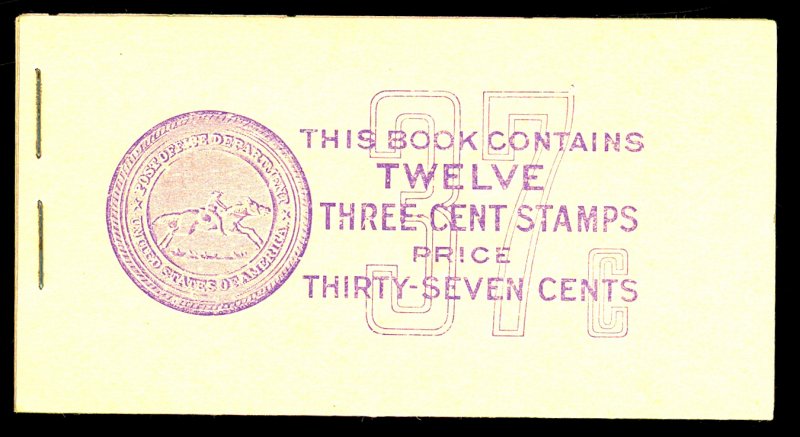 POST OFFICE DEPARTMENT
UNITED STATES OF AMERICA
37c
THIS BOOK CONTAINS
TWELVE
THREE CENT STAMPS
PRICE
THIRTY-SEVEN CENTS